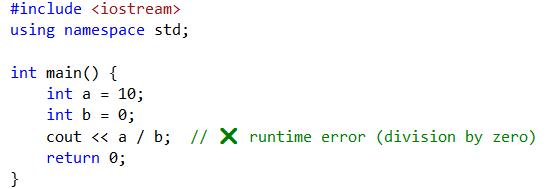 #include <iostream>
using namespace std;

int main() {
    int a = 10;
    int b = 0;
    cout << a / b;  // ❌ runtime error (division by zero)
    return 0;
}